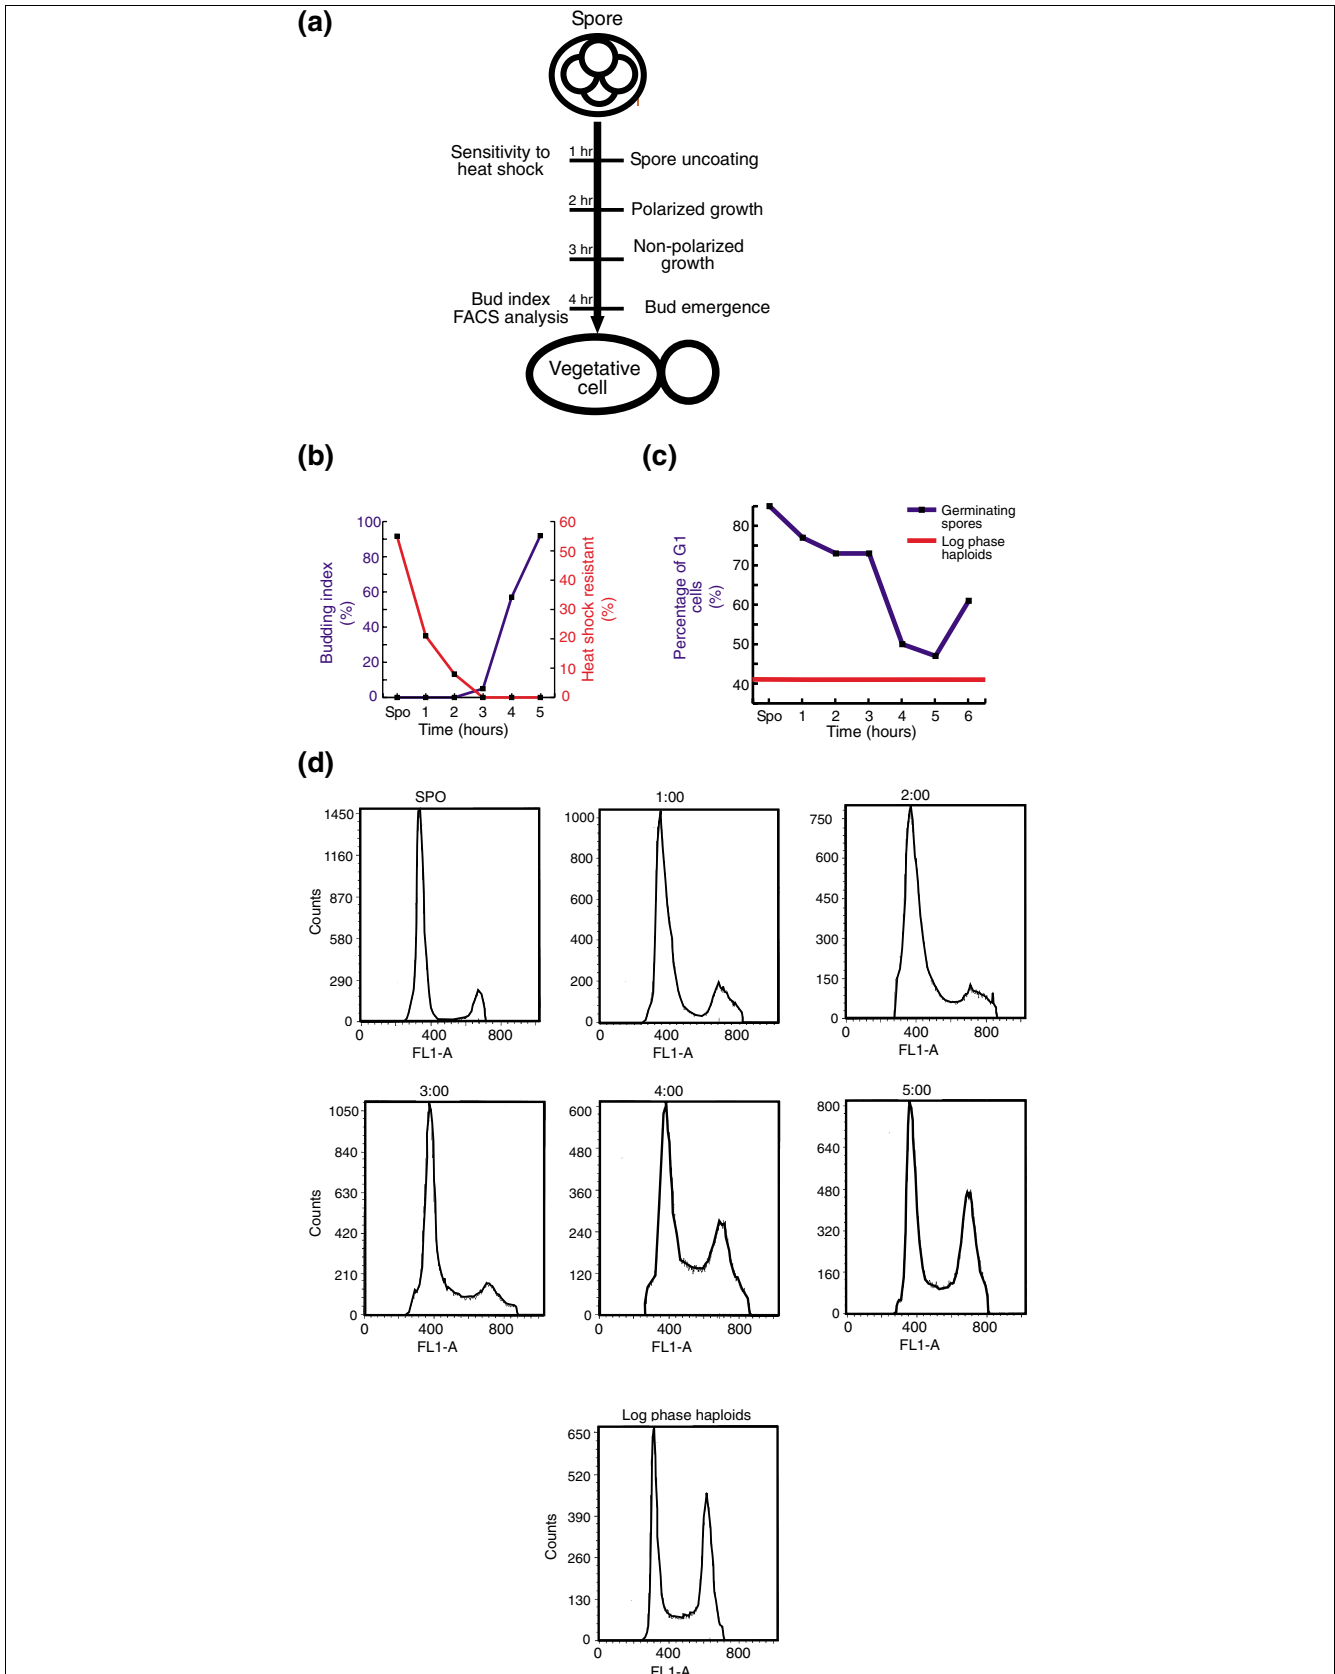 (a)
Spore
Sensitivity to
heat shock
1 hr
Spore uncoating
2 hr
Polarized growth
3 hr
Non-polarized
growth
Bud index
FACS analysis
4 hr
Bud emergence
Vegetative
cell
(b)
Budding index
(%)
100
80
60
40
20
0
60
50
40
30
20
10
0
Heat shock resistant
(%)
Spo 1 2 3 4 5
Time (hours)
(c)
Percentage of G1
cells
(%)
80
70
60
50
40
Germinating
spores
Log phase
haploids
Spo 1 2 3 4 5 6
Time (hours)
(d)
SPO
Counts
1450
1160
870
580
290
0
0 400 800
FL1-A
1:00
1000
800
600
400
200
0
0 400 800
FL1-A
2:00
750
600
450
300
150
0
0 400 800
FL1-A
3:00
Counts
1050
840
630
420
210
0
0 400 800
FL1-A
4:00
600
480
360
240
120
0
0 400 800
FL1-A
5:00
800
640
480
320
160
0
0 400 800
FL1-A
Log phase haploids
Counts
650
520
390
260
130
0
0 400 800
FL1-A